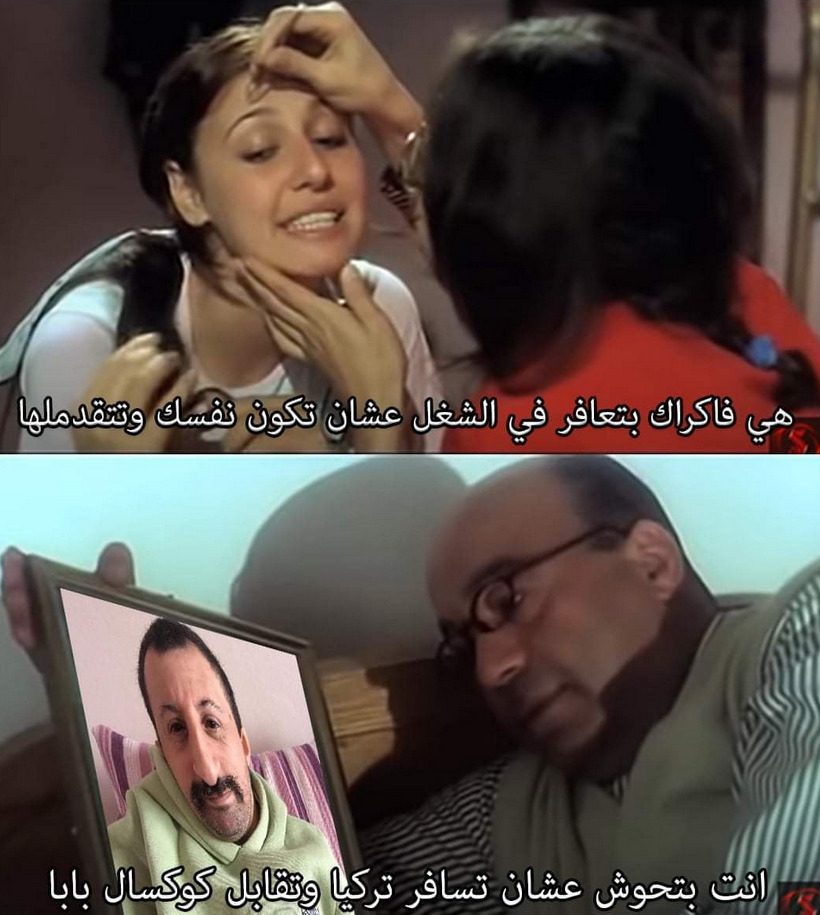 هي فاكراك بتعافر في الشغل عشان تكون نفسك وتتقدملها
انت بتحوش عشان تسافر تركيا وتقابل كوكسال بابا